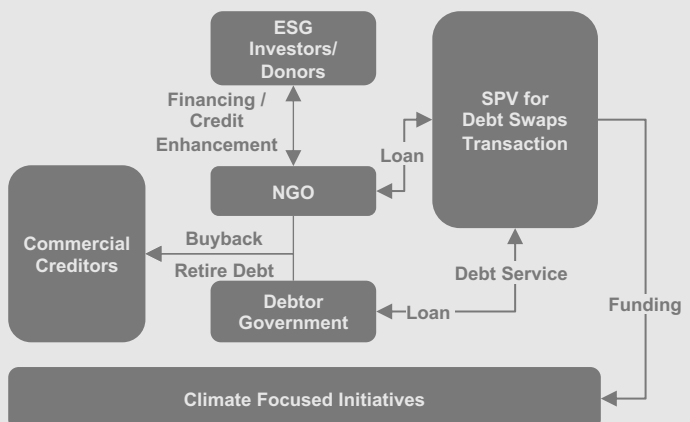 ESG
Investors/
Donors
Financing /
Credit
Enhancement
SPV for
Debt Swaps
Transaction
Loan
NGO
Commercial
Creditors
Buyback
Retire Debt
Debt Service
Debtor
Government
Loan
Funding
Climate Focused Initiatives